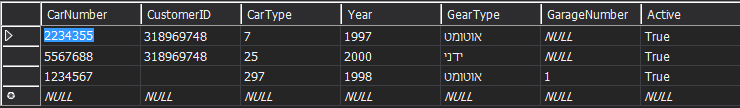 CarNumber CustomerID CarType Year GearType GarageNumber Active
2234355 318969748 7 1997 אוטומט NULL True
5567688 318969748 25 2000 ידני NULL True
1234567 297 1998 אוטומט 1 True
NULL NULL NULL NULL NULL NULL NULL